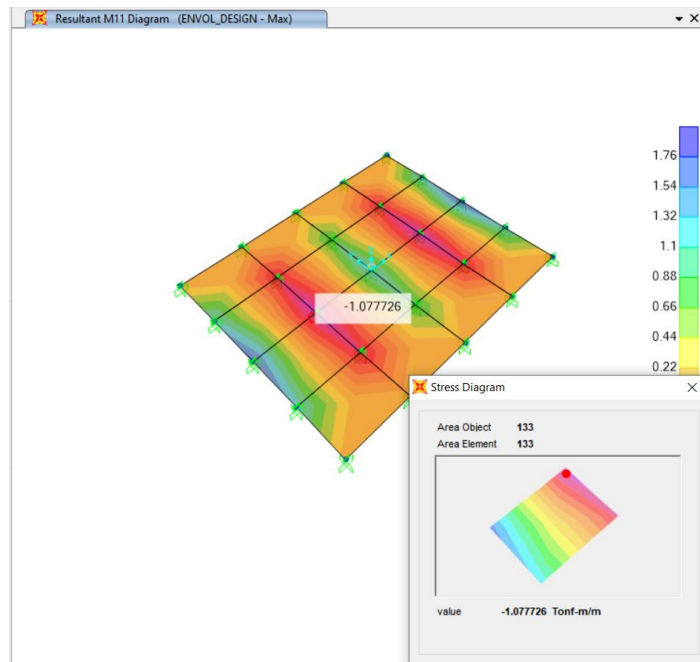 Resultant M11 Diagram (ENVOL_DESIGN - Max)
1.76
1.54
1.32
1.1
0.88
0.66
0.44
0.22
-1.077726
Stress Diagram
Area Object 133
Area Element 133
value -1.077726 Tonf-m/m